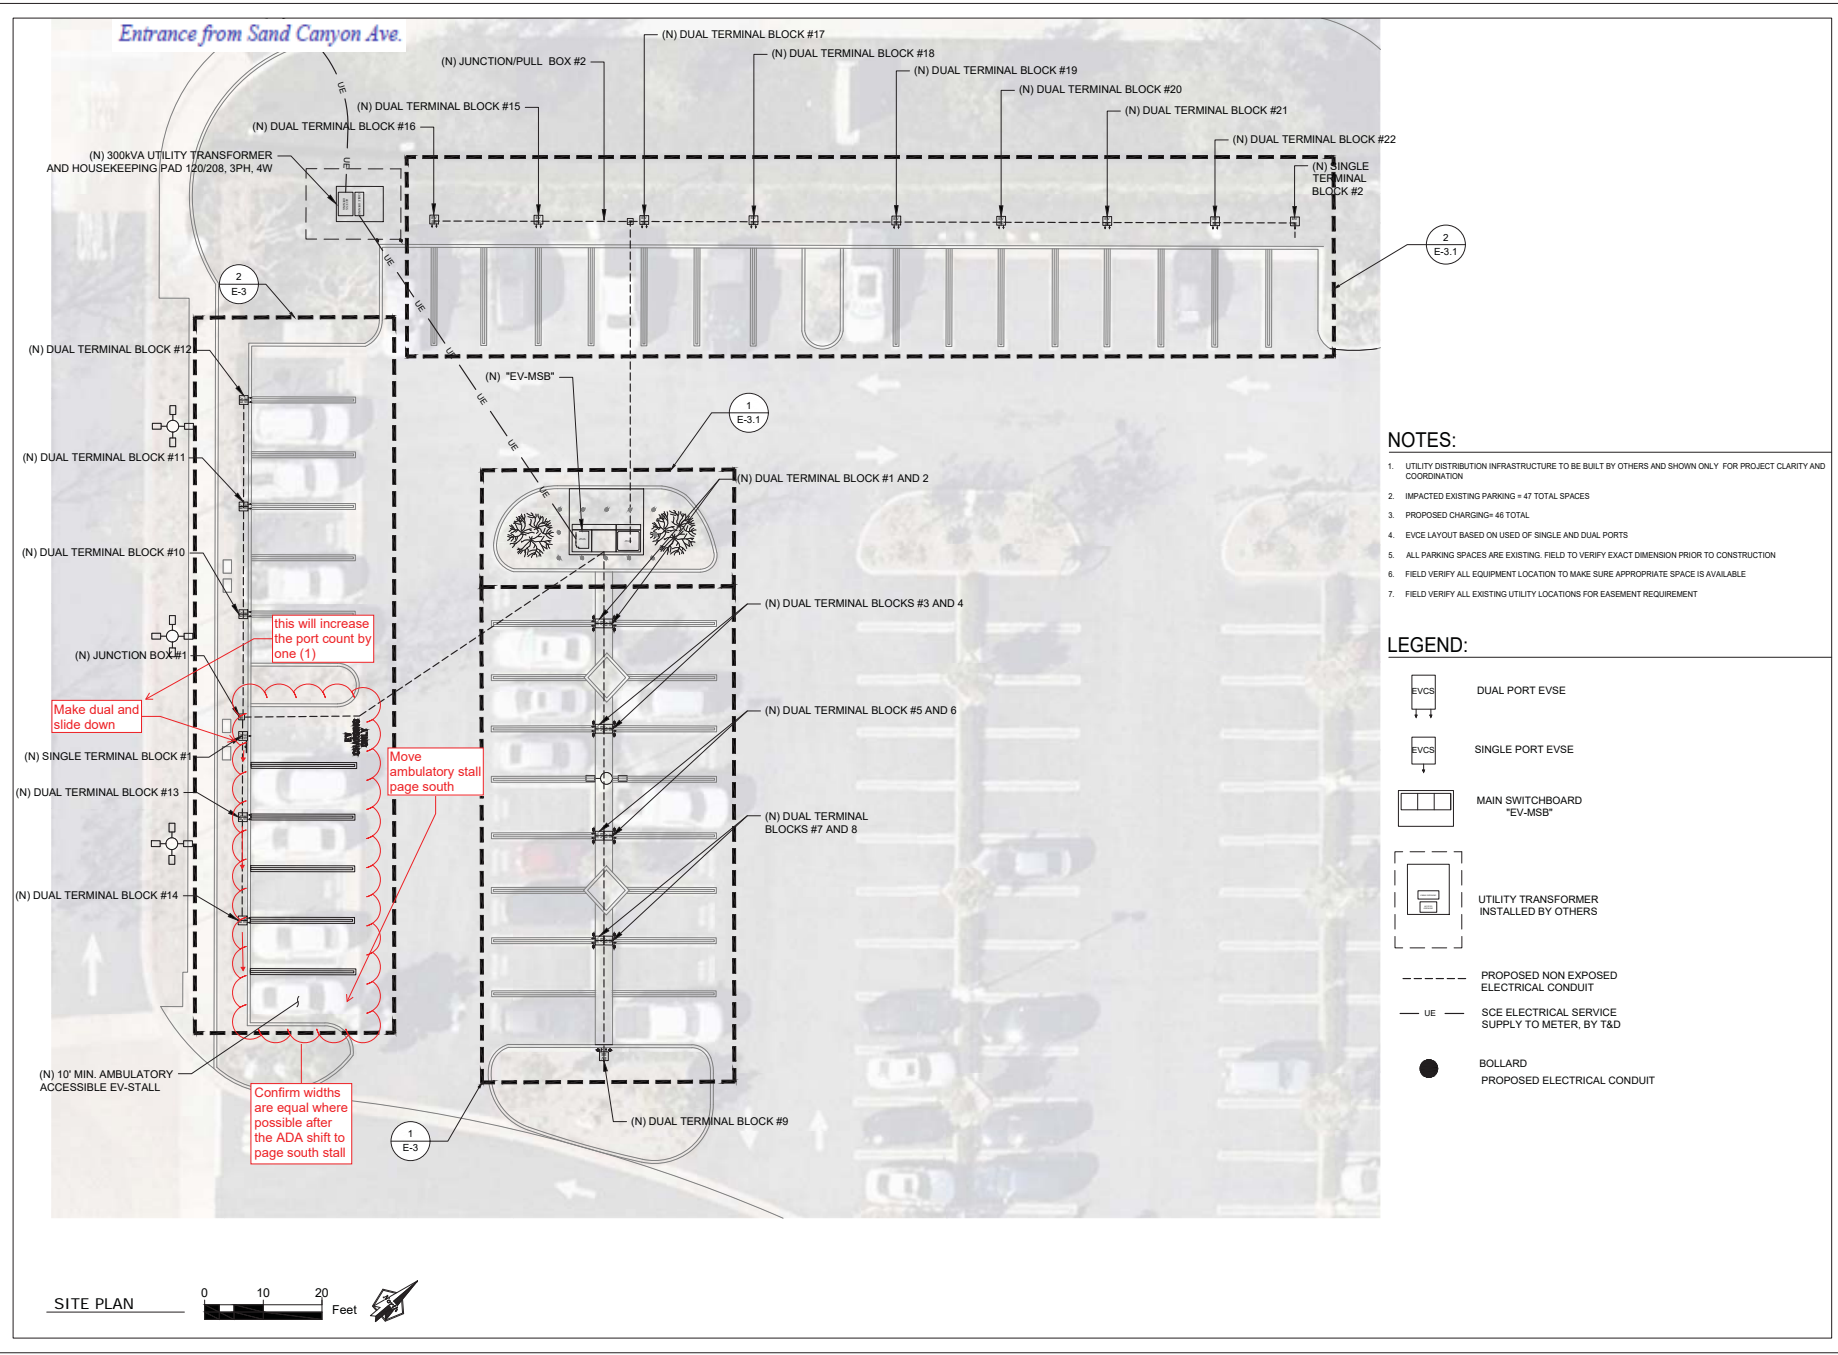 Entrance from Sand Canyon Ave.
(N) DUAL TERMINAL BLOCK #17
(N) JUNCTION/PULL  BOX #2
(N) DUAL TERMINAL BLOCK #18
(N) DUAL TERMINAL BLOCK #19
(N) DUAL TERMINAL BLOCK #20
(N) DUAL TERMINAL BLOCK #15
(N) DUAL TERMINAL BLOCK #21
(N) DUAL TERMINAL BLOCK #16
(N) DUAL TERMINAL BLOCK #22
(N) 300kVA UTILITY TRANSFORMER
AND HOUSEKEEPING PAD 120/208, 3PH, 4W
(N) SINGLE
TERMINAL
BLOCK #2
UE
UE
UE
UE
UE
UE
UE
UE
2
E-3.1
2
E-3
(N) DUAL TERMINAL BLOCK #12
(N) "EV-MSB"
1
E-3.1
(N) DUAL TERMINAL BLOCK #11
(N) DUAL TERMINAL BLOCK #1 AND 2
(N) DUAL TERMINAL BLOCK #10
(N) DUAL TERMINAL BLOCKS #3 AND 4
this will increase
the port count by
one (1)
(N) JUNCTION BOX #1
Make dual and
slide down
(N) DUAL TERMINAL BLOCK #5 AND 6
(N) SINGLE TERMINAL BLOCK #1
Move
ambulatory stall
page south
(N) DUAL TERMINAL BLOCK #13
(N) DUAL TERMINAL
BLOCKS #7 AND 8
(N) DUAL TERMINAL BLOCK #14
(N) 10' MIN. AMBULATORY
ACCESSIBLE EV-STALL
Confirm widths
are equal where
possible after
the ADA shift to
page south stall
1
E-3
(N) DUAL TERMINAL BLOCK #9
NOTES:
1. UTILITY DISTRIBUTION INFRASTRUCTURE TO BE BUILT BY OTHERS AND SHOWN ONLY  FOR PROJECT CLARITY AND
COORDINATION
2. IMPACTED EXISTING PARKING = 47 TOTAL SPACES
3. PROPOSED CHARGING= 46 TOTAL
4. EVCE LAYOUT BASED ON USED OF SINGLE AND DUAL PORTS
5. ALL PARKING SPACES ARE EXISTING. FIELD TO VERIFY EXACT DIMENSION PRIOR TO CONSTRUCTION
6. FIELD VERIFY ALL EQUIPMENT LOCATION TO MAKE SURE APPROPRIATE SPACE IS AVAILABLE
7. FIELD VERIFY ALL EXISTING UTILITY LOCATIONS FOR EASEMENT REQUIREMENT
LEGEND:
EVCS
DUAL PORT EVSE
EVCS
SINGLE PORT EVSE
MAIN SWITCHBOARD
"EV-MSB"
UTILITY TRANSFORMER
INSTALLED BY OTHERS
PROPOSED NON EXPOSED
ELECTRICAL CONDUIT
UE
SCE ELECTRICAL SERVICE
SUPPLY TO METER, BY T&D
BOLLARD
PROPOSED ELECTRICAL CONDUIT
SITE PLAN
0 10 20
Feet
North